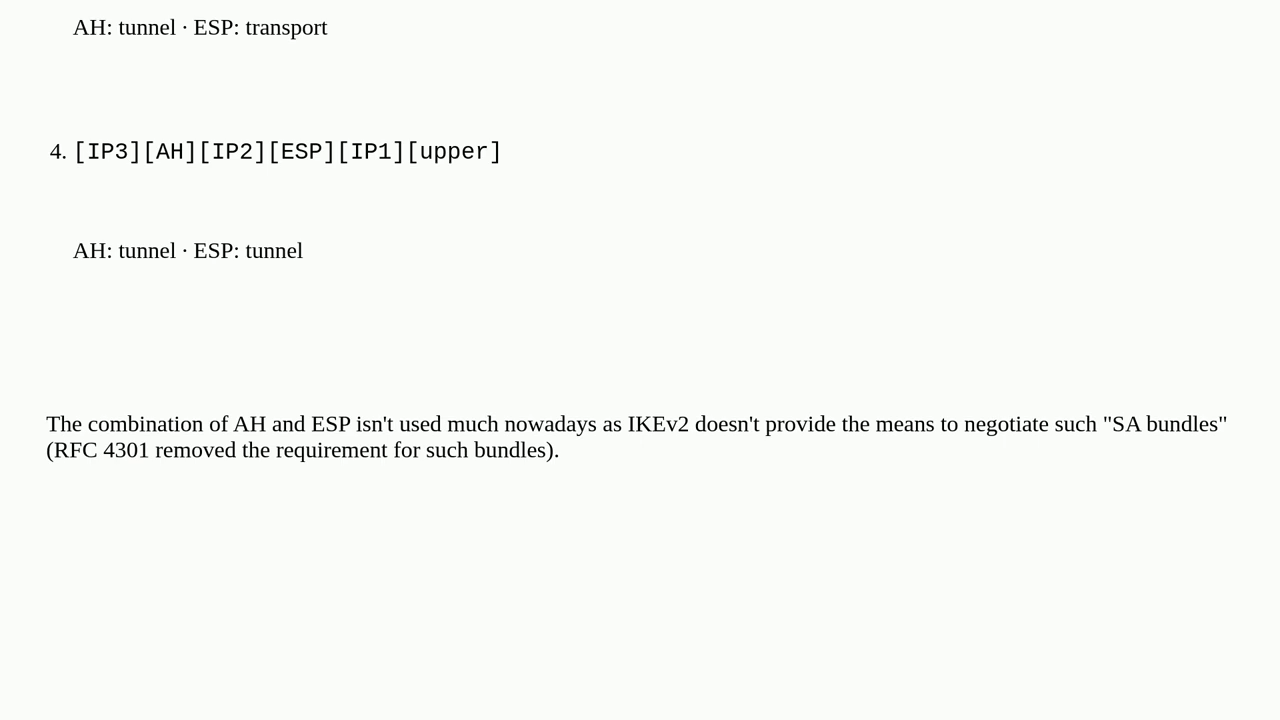 AH: tunnel · ESP: transport
4. [IP3][AH][IP2][ESP][IP1][upper]
AH: tunnel · ESP: tunnel
The combination of AH and ESP isn't used much nowadays as IKEv2 doesn't provide the means to negotiate such "SA bundles"
(RFC 4301 removed the requirement for such bundles).